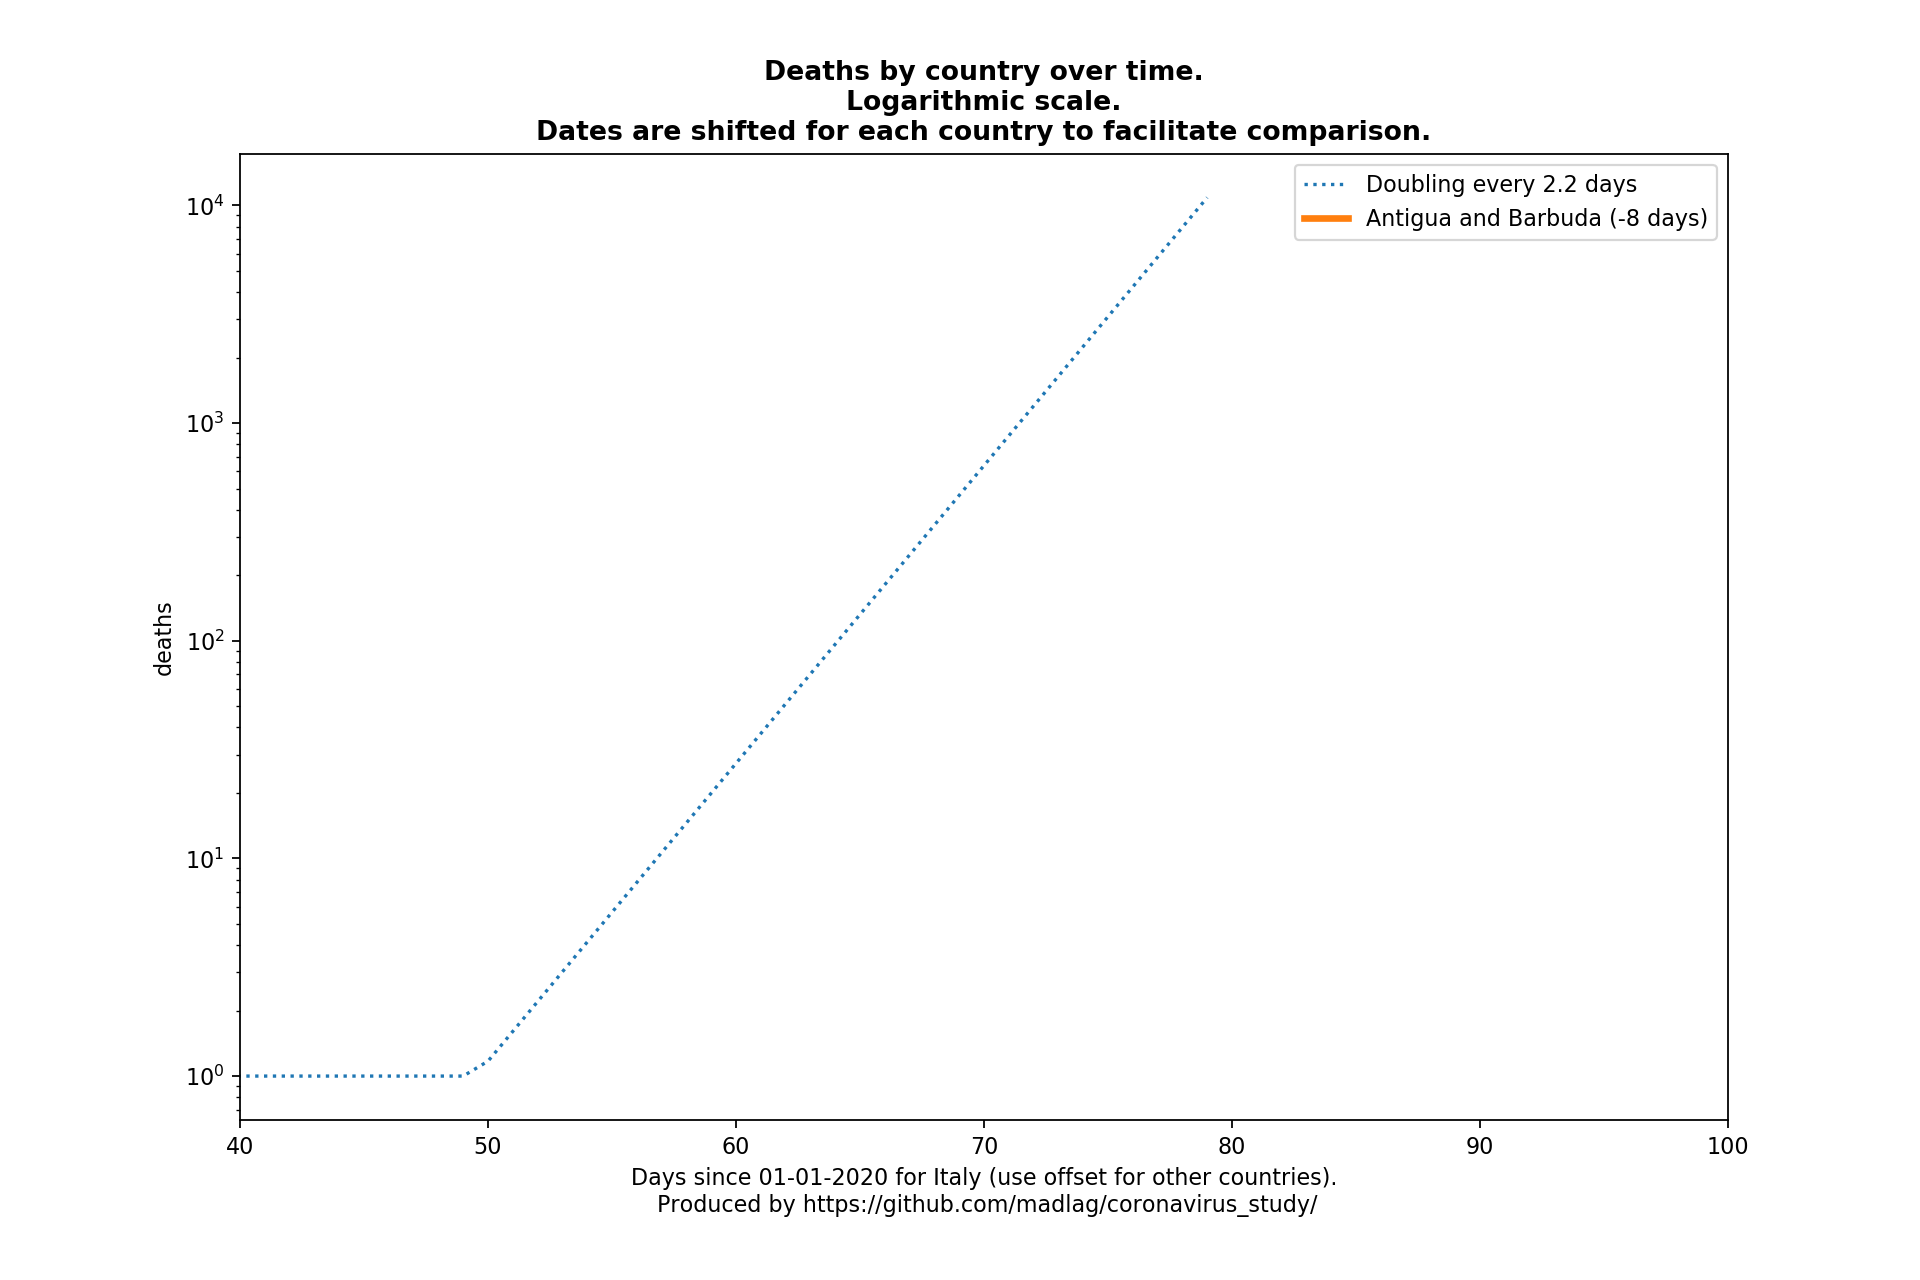 Deaths by country over time.
Logarithmic scale.
Dates are shifted for each country to facilitate comparison.
Doubling every 2.2 days
Antigua and Barbuda (-8 days)
10⁴
10³
10²
10¹
10⁰
deaths
40 50 60 70 80 90 100
Days since 01-01-2020 for Italy (use offset for other countries).
Produced by https://github.com/madlag/coronavirus_study/